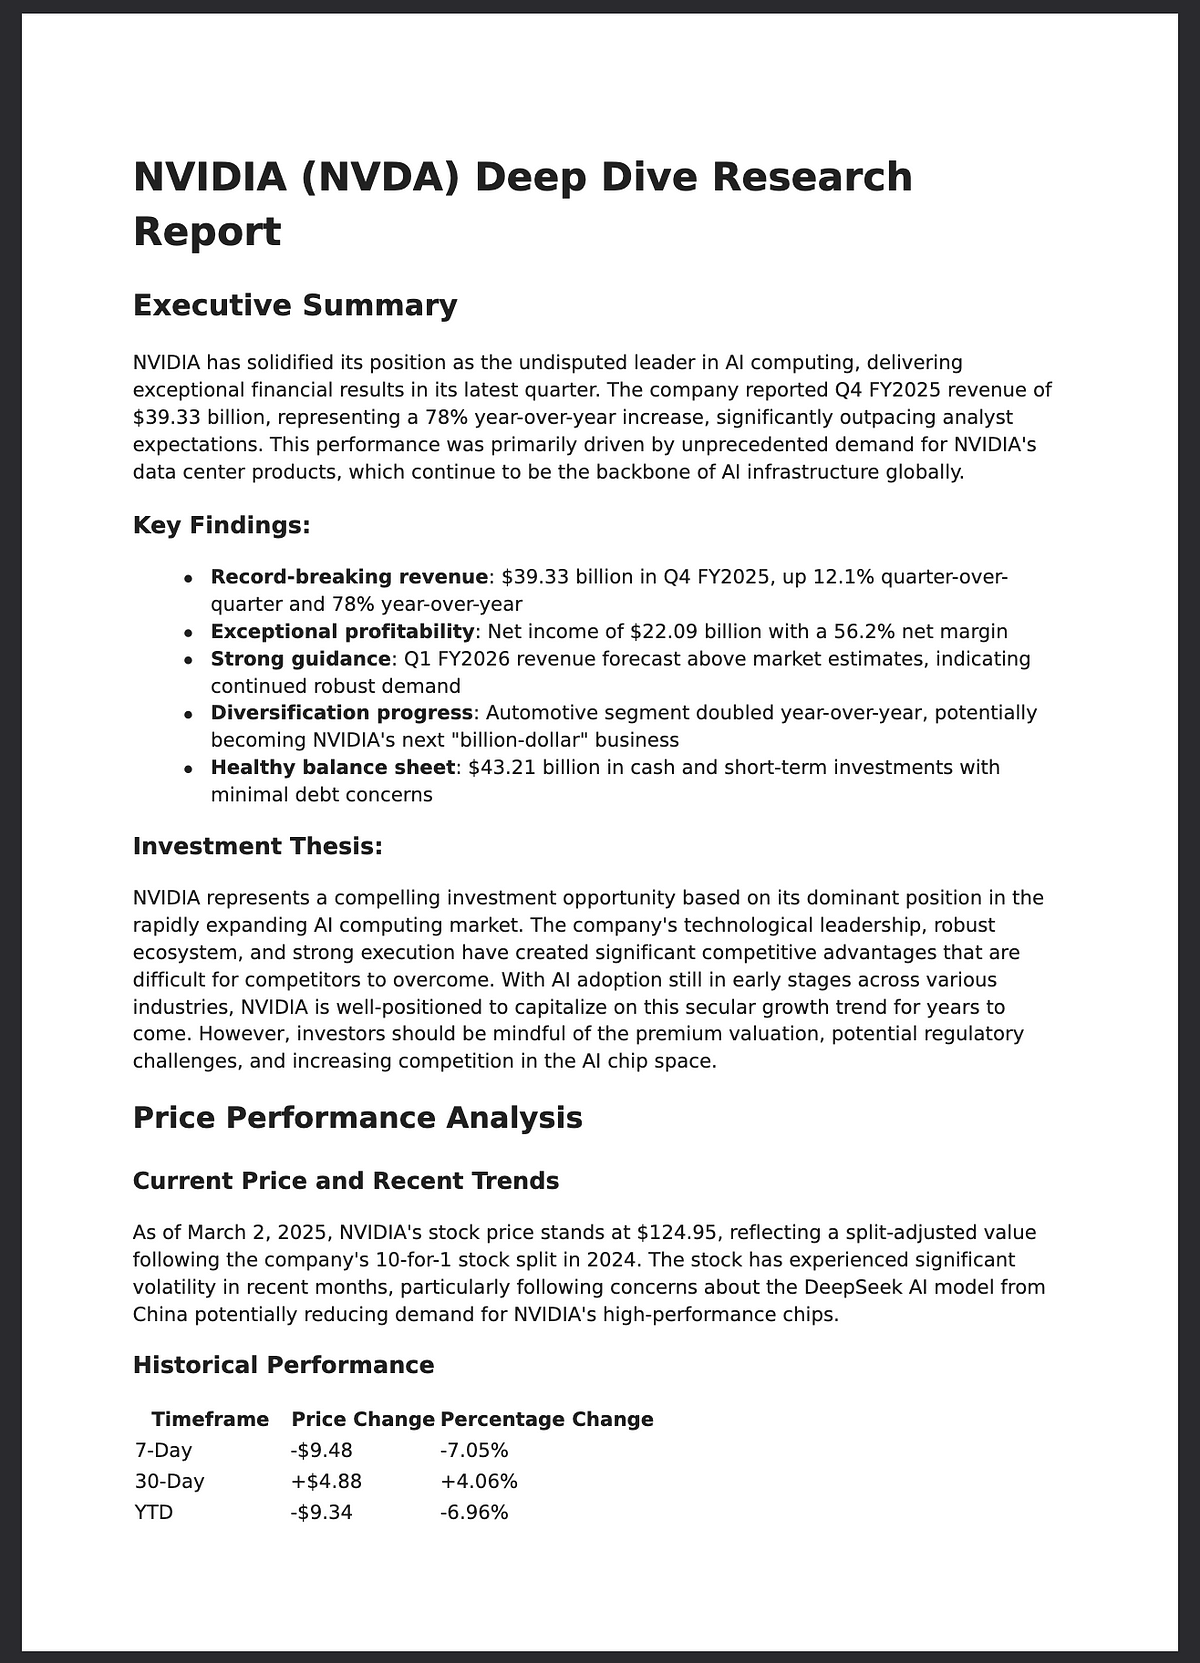 NVIDIA (NVDA) Deep Dive Research
Report
Executive Summary
NVIDIA has solidified its position as the undisputed leader in AI computing, delivering
exceptional financial results in its latest quarter. The company reported Q4 FY2025 revenue of
$39.33 billion, representing a 78% year-over-year increase, significantly outpacing analyst
expectations. This performance was primarily driven by unprecedented demand for NVIDIA's
data center products, which continue to be the backbone of AI infrastructure globally.
Key Findings:
• Record-breaking revenue: $39.33 billion in Q4 FY2025, up 12.1% quarter-over-
quarter and 78% year-over-year
• Exceptional profitability: Net income of $22.09 billion with a 56.2% net margin
• Strong guidance: Q1 FY2026 revenue forecast above market estimates, indicating
continued robust demand
• Diversification progress: Automotive segment doubled year-over-year, potentially
becoming NVIDIA's next "billion-dollar" business
• Healthy balance sheet: $43.21 billion in cash and short-term investments with
minimal debt concerns
Investment Thesis:
NVIDIA represents a compelling investment opportunity based on its dominant position in the
rapidly expanding AI computing market. The company's technological leadership, robust
ecosystem, and strong execution have created significant competitive advantages that are
difficult for competitors to overcome. With AI adoption still in early stages across various
industries, NVIDIA is well-positioned to capitalize on this secular growth trend for years to
come. However, investors should be mindful of the premium valuation, potential regulatory
challenges, and increasing competition in the AI chip space.
Price Performance Analysis
Current Price and Recent Trends
As of March 2, 2025, NVIDIA's stock price stands at $124.95, reflecting a split-adjusted value
following the company's 10-for-1 stock split in 2024. The stock has experienced significant
volatility in recent months, particularly following concerns about the DeepSeek AI model from
China potentially reducing demand for NVIDIA's high-performance chips.
Historical Performance
Timeframe Price Change Percentage Change
7-Day -$9.48 -7.05%
30-Day +$4.88 +4.06%
YTD -$9.34 -6.96%